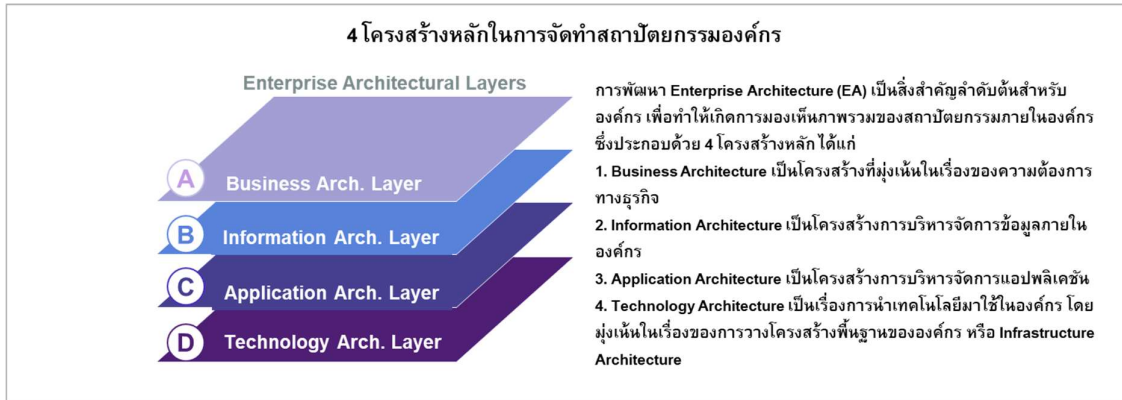 4 โครงสร้างหลักในการจัดทำสถาปัตยกรรมองค์กร
Enterprise Architectural Layers
A
Business Arch. Layer
B
Information Arch. Layer
C
Application Arch. Layer
D
Technology Arch. Layer
การพัฒนา Enterprise Architecture (EA) เป็นสิ่งสำคัญลำดับต้นสำหรับ
องค์กร เพื่อทำให้เกิดการมองเห็นภาพรวมของสถาปัตยกรรมภายในองค์กร
ซึ่งประกอบด้วย 4 โครงสร้างหลัก ได้แก่
1. Business Architecture เป็นโครงสร้างที่มุ่งเน้นในเรื่องของความต้องการ
ทางธุรกิจ
2. Information Architecture เป็นโครงสร้างการบริหารจัดการข้อมูลภายใน
องค์กร
3. Application Architecture เป็นโครงสร้างการบริหารจัดการแอปพลิเคชัน
4. Technology Architecture เป็นเรื่องการนำเทคโนโลยีมาใช้ในองค์กร โดย
มุ่งเน้นในเรื่องของการวางโครงสร้างพื้นฐานขององค์กร หรือ Infrastructure
Architecture